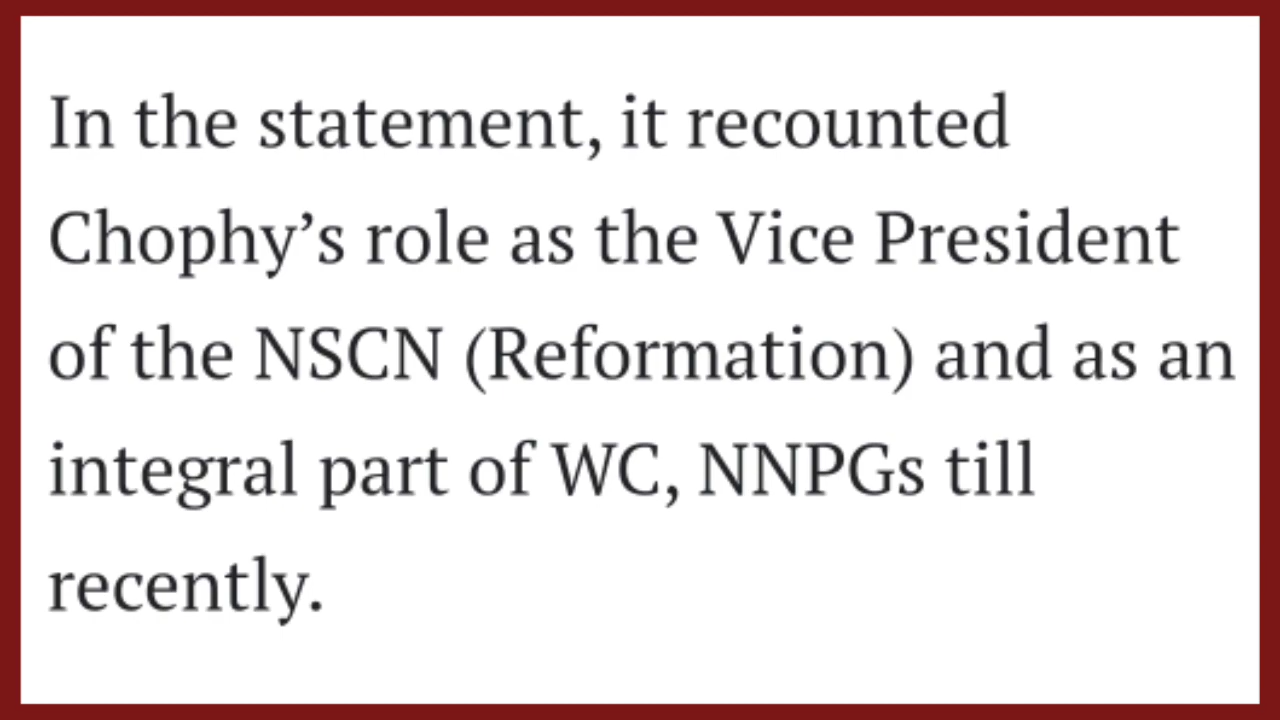 In the statement, it recounted
Chophy’s role as the Vice President
of the NSCN (Reformation) and as an
integral part of WC, NNPGs till
recently.